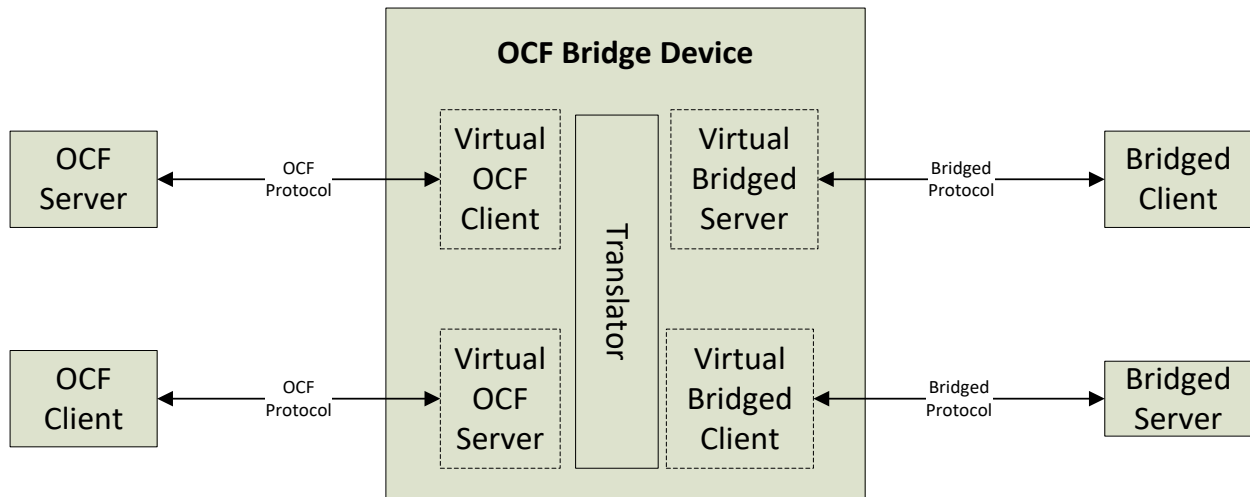 OCF Bridge Device
OCF
Server
OCF
Protocol
Virtual
OCF
Client
Translator
Virtual
Bridged
Server
Bridged
Protocol
Bridged
Client
OCF
Client
OCF
Protocol
Virtual
OCF
Server
Virtual
Bridged
Client
Bridged
Protocol
Bridged
Server